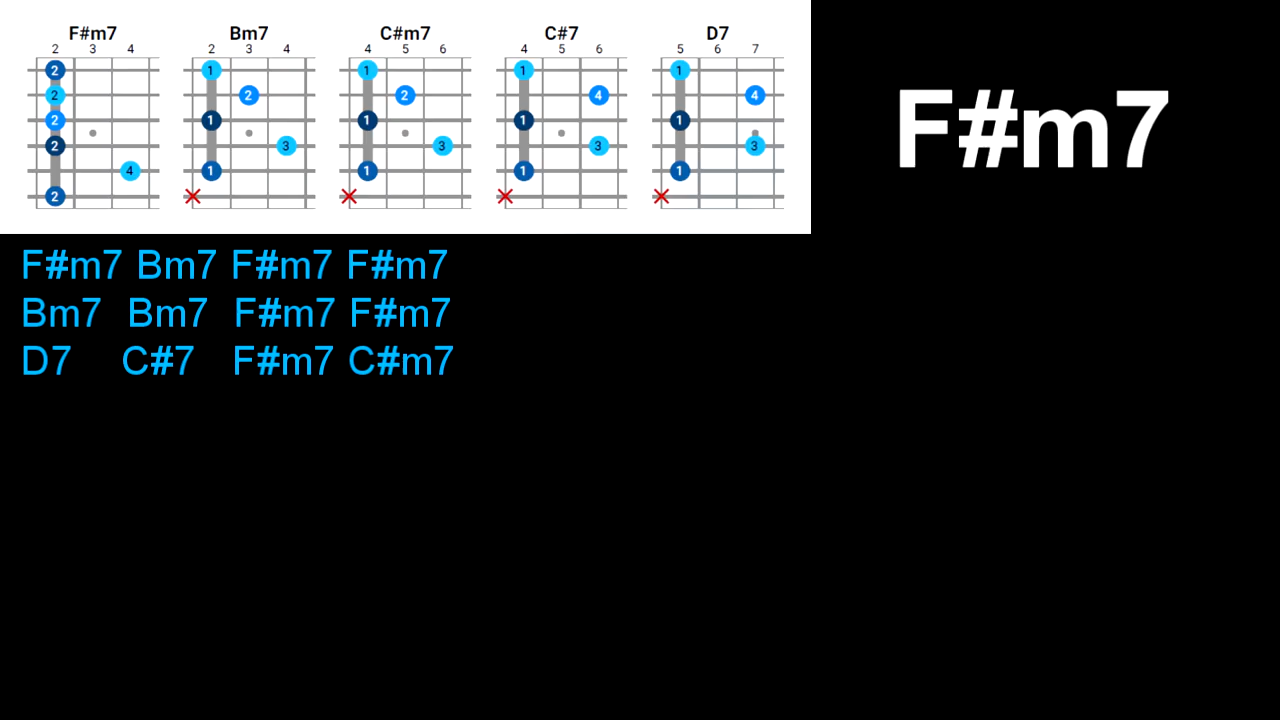 F#m7 Bm7 C#m7 C#7 D7
2 3 4 2 3 4 4 5 6 4 5 6 5 6 7
2 1 1 1 1
2 2 2 4 4
2 1 1 1 1
2 3 3 3 3
4 1 1 1 1
2
F#m7
F#m7 Bm7 F#m7 F#m7
Bm7 Bm7 F#m7 F#m7
D7 C#7 F#m7 C#m7